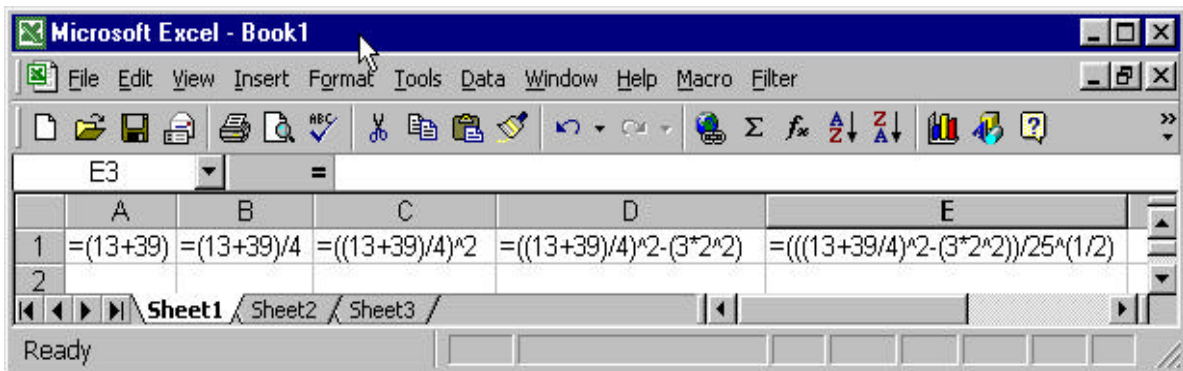 Microsoft Excel - Book1
File Edit View Insert Format Tools Data Window Help Macro Filter
ABC Σ fx A Z Z A ? »
E3 =
A B C D E
1 =(13+39) =(13+39)/4 =((13+39)/4)^2 =((13+39)/4)^2-(3*2^2) =(((13+39/4)^2-(3*2^2))/25^(1/2)
2
Sheet1 Sheet2 Sheet3
Ready